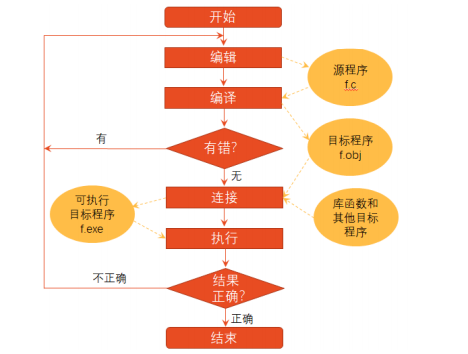 开始
编辑
源程序
f.c
编译
有
有错?
目标程序
f.obj
无
可执行
目标程序
f.exe
连接
库函数和
其他目标
程序
执行
不正确
结果
正确?
正确
结束